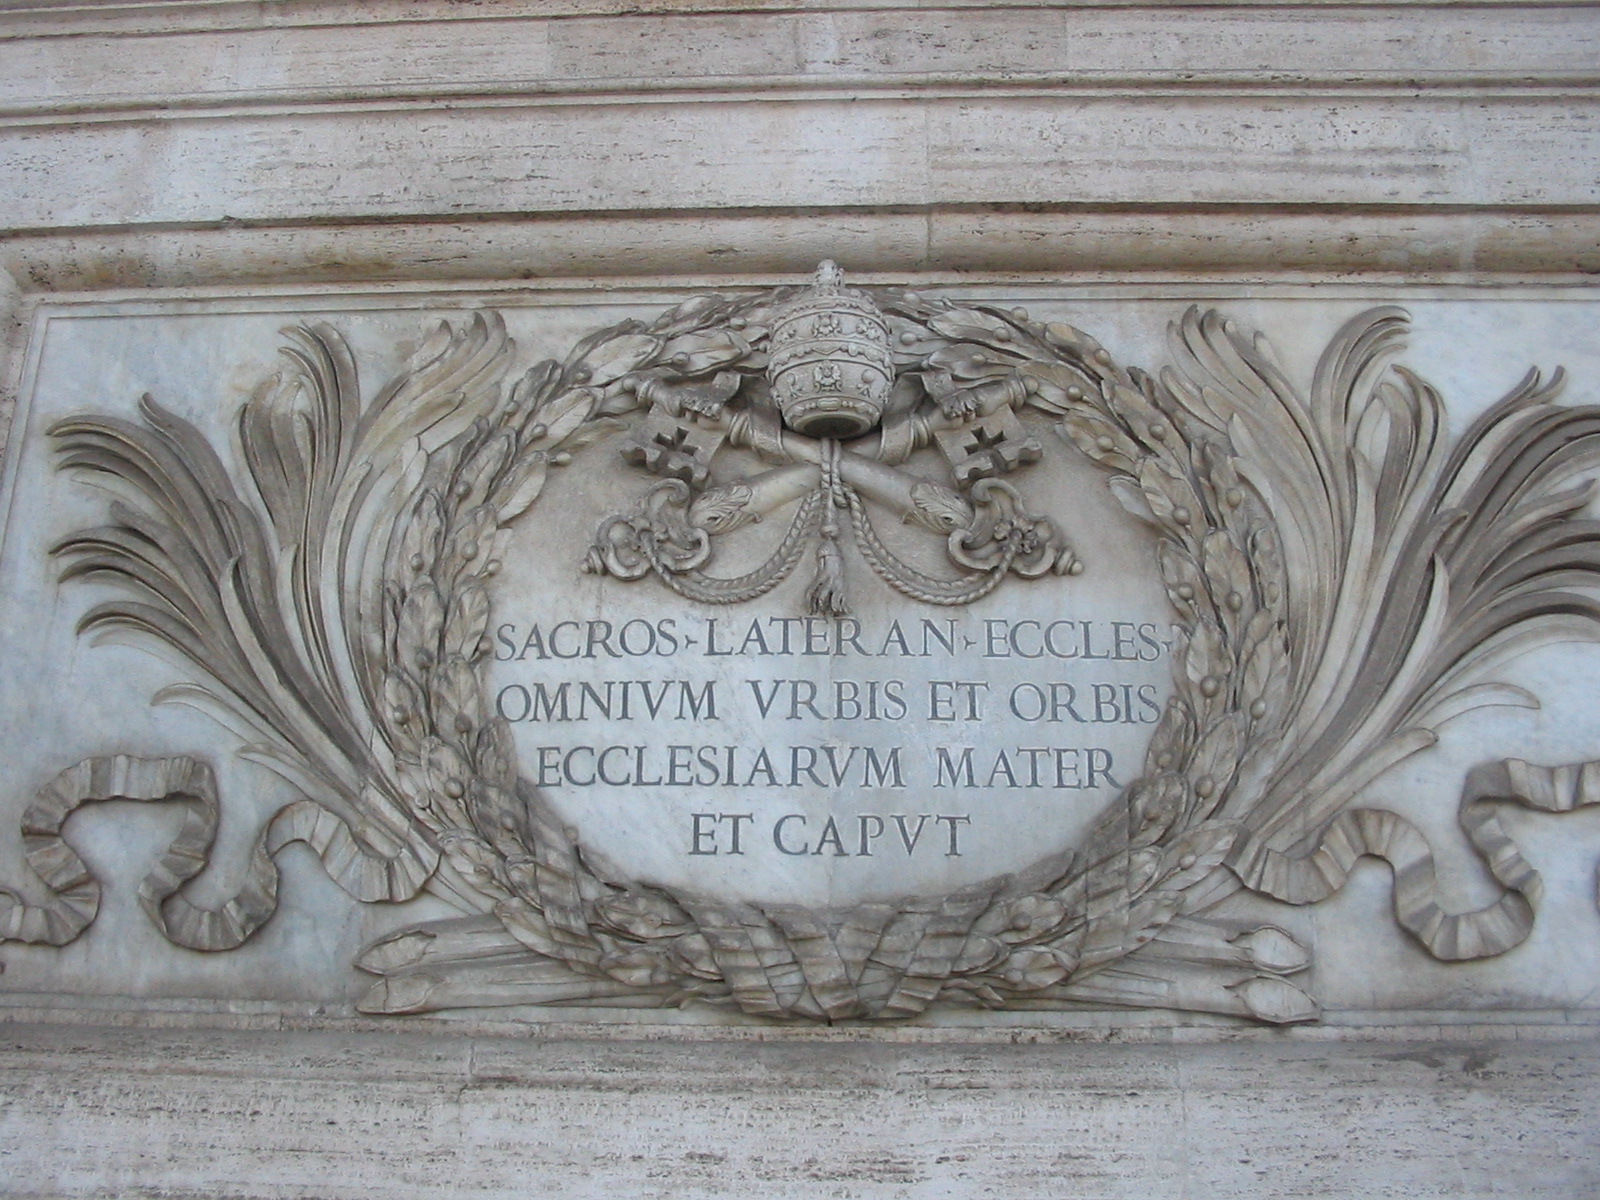 SACROS·LATERAN·ECCLES·
OMNIVM VRBIS ET ORBIS
ECCLESIARVM MATER
ET CAPVT